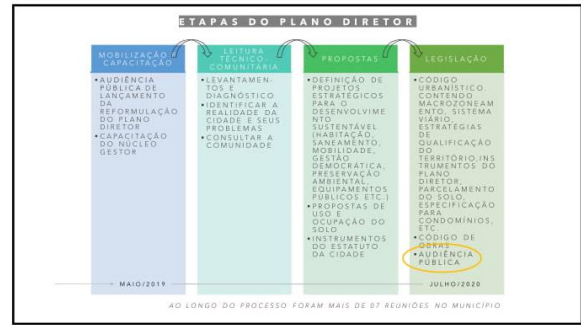 ETAPAS DO PLANO DIRETOR
MOBILIZAÇÃO E
CAPACITAÇÃO
•AUDIÊNCIA
PÚBLICA DE
LANÇAMENTO
DA
REFORMULAÇÃO
DO PLANO
DIRETOR
•CAPACITAÇÃO
DO NÚCLEO
GESTOR
LEITURA
TÉCNICO-
COMUNITÁRIA
•LEVANTAMEN-
TOS E
DIAGNÓSTICO
•IDENTIFICAR A
REALIDADE DA
CIDADE E SEUS
PROBLEMAS
•CONSULTAR A
COMUNIDADE
PROPOSTAS
•DEFINIÇÃO DE
PROJETOS
ESTRATÉGICOS
PARA O
DESENVOLVIME
NTO
SUSTENTÁVEL
(HABITAÇÃO,
SANEAMENTO,
MOBILIDADE,
GESTÃO
DEMOCRÁTICA,
PRESERVAÇÃO
AMBIENTAL,
EQUIPAMENTOS
PÚBLICOS ETC.)
•PROPOSTAS DE
USO E
OCUPAÇÃO DO
SOLO
•INSTRUMENTOS
DO ESTATUTO
DA CIDADE
LEGISLAÇÃO
•CÓDIGO
URBANÍSTICO,
CONTENDO
MACROZONEAM
ENTO, SISTEMA
VIÁRIO,
ESTRATÉGIAS
DE
QUALIFICAÇÃO
DO
TERRITÓRIO,INS
TRUMENTOS DO
PLANO
DIRETOR,
PARCELAMENTO
DO SOLO,
ESPECIFICAÇÃO
PARA
CONDOMÍNIOS,
ETC.
•CÓDIGO DE
OBRAS
•AUDIÊNCIA
PÚBLICA
MAIO/2019
JULHO/2020
AO LONGO DO PROCESSO FORAM MAIS DE 07 REUNIÕES NO MUNICÍPIO